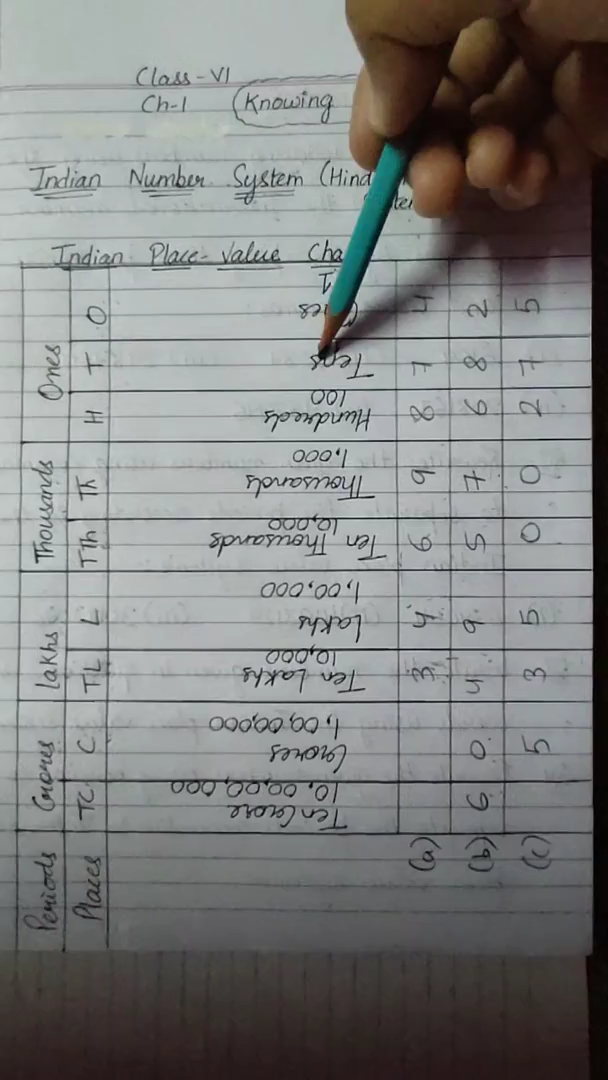 Class-VI
Ch-1 Knowing
Indian Number System (Hind
Indian Place-Value Cha
Periods Crores Lakhs Thousands Ones
Places TC C TL L TTh Th H T O
Ten Crore Crores Ten Lakhs Lakhs Ten Thousands Thousands Hundreds Tens
10,00,00,000 1,00,00,000 10,000 1,00,000 10,000 1,000 100 1
(a) 3 4 6 9 8 7 4
(b) 6 0 4 9 5 7 6 8 2
(c) 5 3 5 0 0 2 7 5